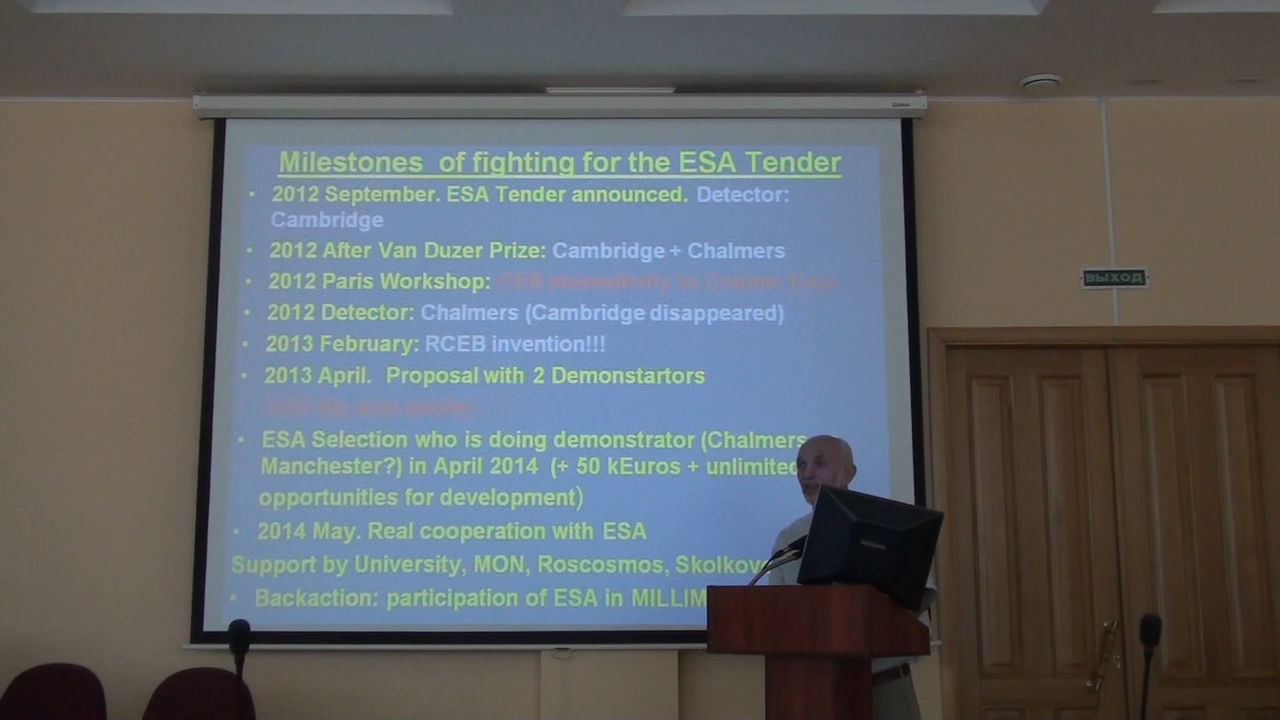 Milestones of fighting for the ESA Tender
• 2012 September. ESA Tender announced. Detector:
Cambridge
• 2012 After Van Duzer Prize: Cambridge + Chalmers
• 2012 Paris Workshop:
• 2012 Detector: Chalmers (Cambridge disappeared)
• 2013 February: RCEB invention!!!
• 2013 April. Proposal with 2 Demonstartors
• ESA Selection who is doing demonstrator (Chalmers
Manchester?) in April 2014 (+ 50 kEuros + unlimited
opportunities for development)
• 2014 May. Real cooperation with ESA
Support by University, MON, Roscosmos, Skolkov
• Backaction: participation of ESA in MILLIM
ВЫХОД
SAMSUNG